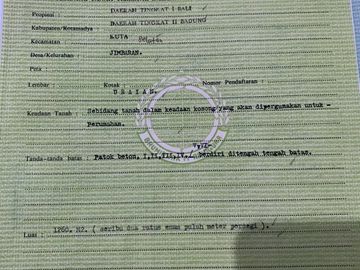 Propinsi : DAERAH TINGKAT I BALI
Kabupaten/Kotamadya : DAERAH TINGKAT II BADUNG
Kecamatan : KUTA
Desa/Kelurahan : JIMBARAN.
Peta
Lembar : Kotak : Nomor Pendaftaran :
URAIAN.
Keadaan Tanah : Sebidang tanah dalam keadaan kosong yang akan dipergunakan untuk -
Perumahan.
Tanda-tanda batas : Patok beton, I,II,III,IV./ berdiri ditengah tengah batas.
Luas : 1260. M2. ( seribu dua ratus enam puluh meter persegi ).